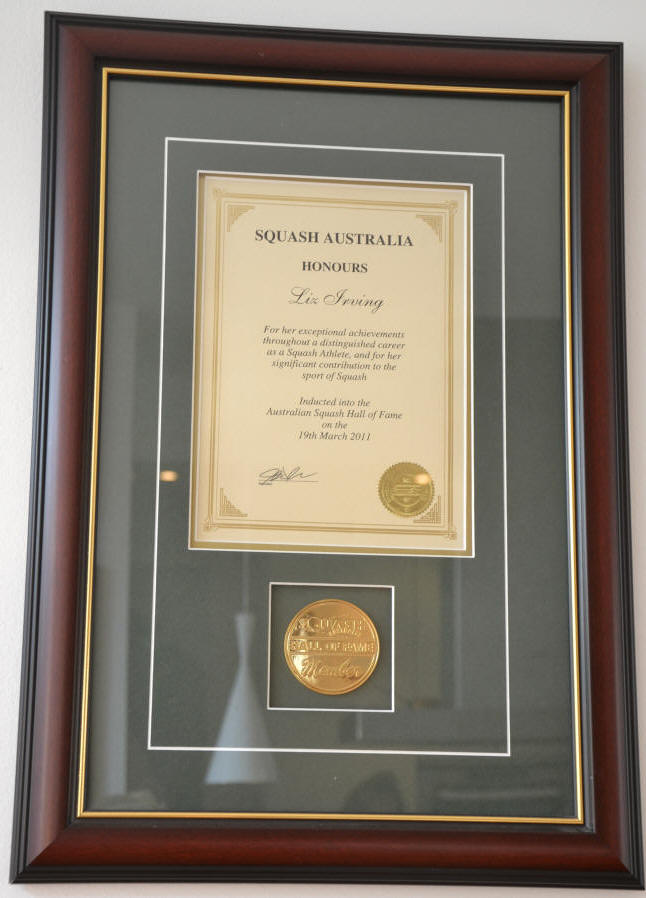 SQUASH AUSTRALIA
HONOURS
Liz Irving
For her exceptional achievements
throughout a distinguished career
as a Squash Athlete, and for her
significant contribution to the
sport of Squash
Inducted into the
Australian Squash Hall of Fame
on the
19th March 2011
SQUASH
HALL OF FAME
Member